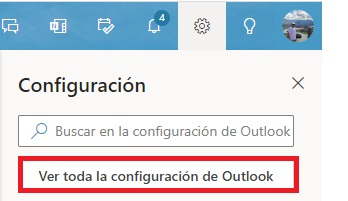 4
Configuración
Buscar en la configuración de Outlook
Ver toda la configuración de Outlook